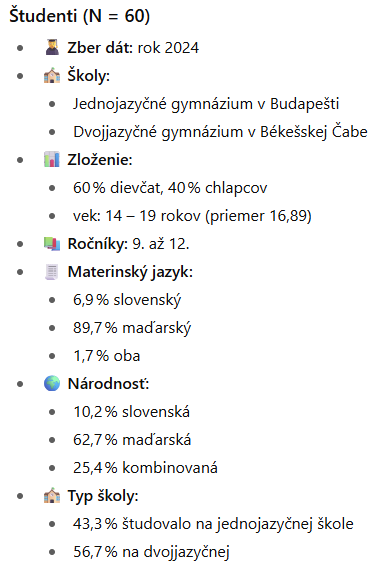 Študenti (N = 60)
Zber dát: rok 2024
Školy:
Jednojazyčné gymnázium v Budapešti
Dvojjazyčné gymnázium v Békešskej Čabe
Zloženie:
60 % dievčat, 40 % chlapcov
vek: 14 – 19 rokov (priemer 16,89)
Ročníky: 9. až 12.
Materinský jazyk:
6,9 % slovenský
89,7 % maďarský
1,7 % oba
Národnosť:
10,2 % slovenská
62,7 % maďarská
25,4 % kombinovaná
Typ školy:
43,3 % študovalo na jednojazyčnej škole
56,7 % na dvojjazyčnej